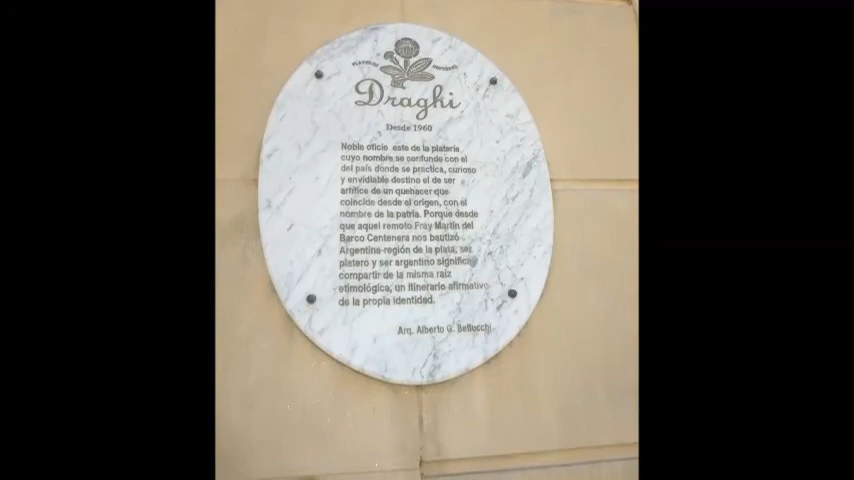 Draghi
Desde 1960
Noble oficio este de la platería
cuyo nombre se confunde con el
del país donde se practica, curioso
y envidiable destino el de ser
artífice de un quehacer que
coincide desde el origen, con el
nombre de la patria. Porque desde
que aquel remoto Fray Martín del
Barco Centenera nos bautizó
Argentina-región de la plata, ser
platero y ser argentino significa
compartir de la misma raíz
etimológica, un itinerario afirmativo
de la propia identidad.
Arq. Alberto G. Bellucchi